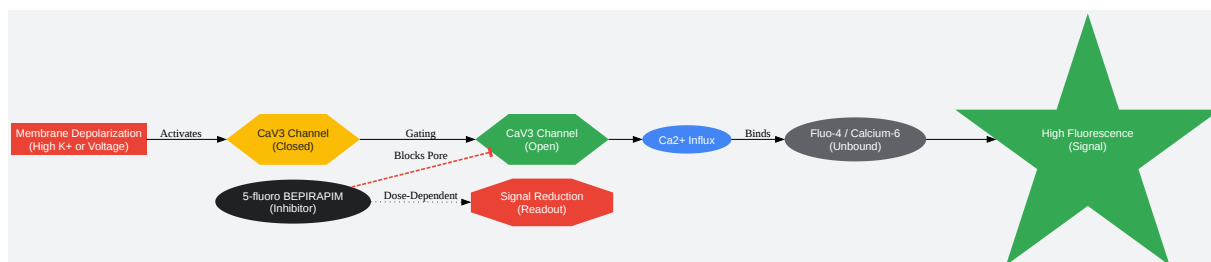 Membrane Depolarization
(High K+ or Voltage)
Activates
CaV3 Channel
(Closed)
Gating
CaV3 Channel
(Open)
Ca2+ Influx
Binds
Fluo-4 / Calcium-6
(Unbound)
High Fluorescence
(Signal)
Blocks Pore
5-fluoro BEPIRAPIM
(Inhibitor)
Dose-Dependent
Signal Reduction
(Readout)